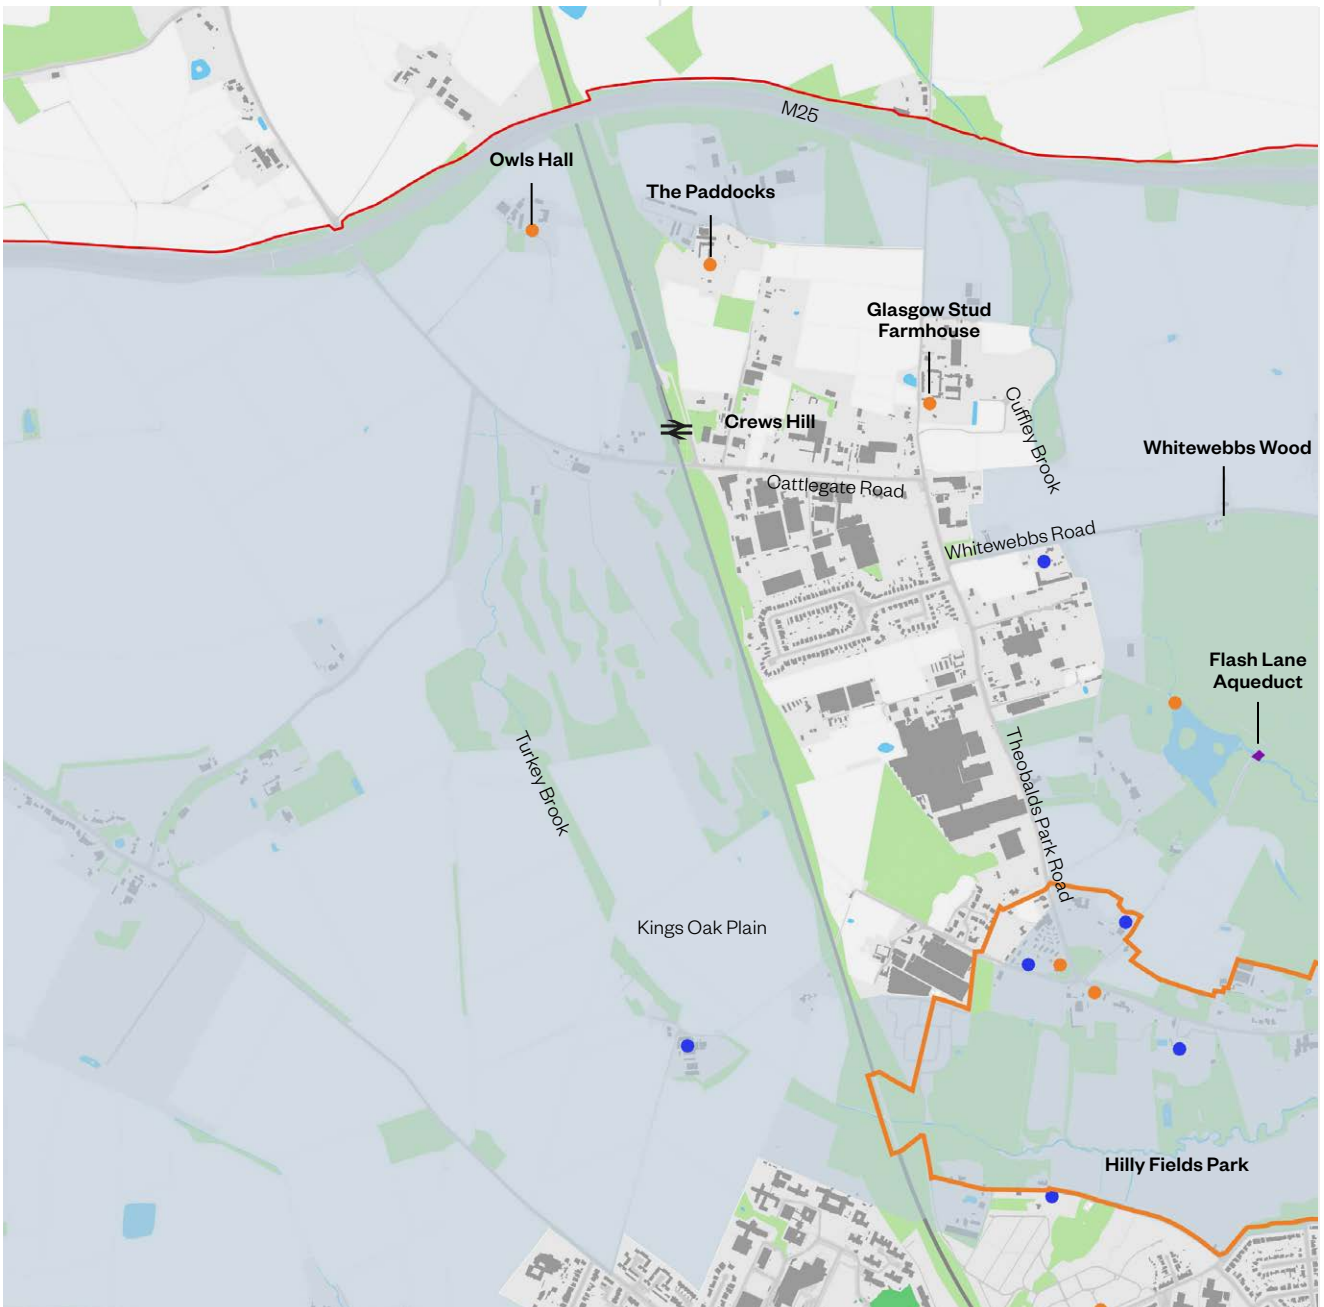 M25
Owls Hall
The Paddocks
Glasgow Stud
Farmhouse
Cuffley Brook
Crews Hill
Whitewebbs Wood
Cattlegate Road
Whitewebbs Road
Flash Lane
Aqueduct
Turkey Brook
Theobalds Park Road
Kings Oak Plain
Hilly Fields Park